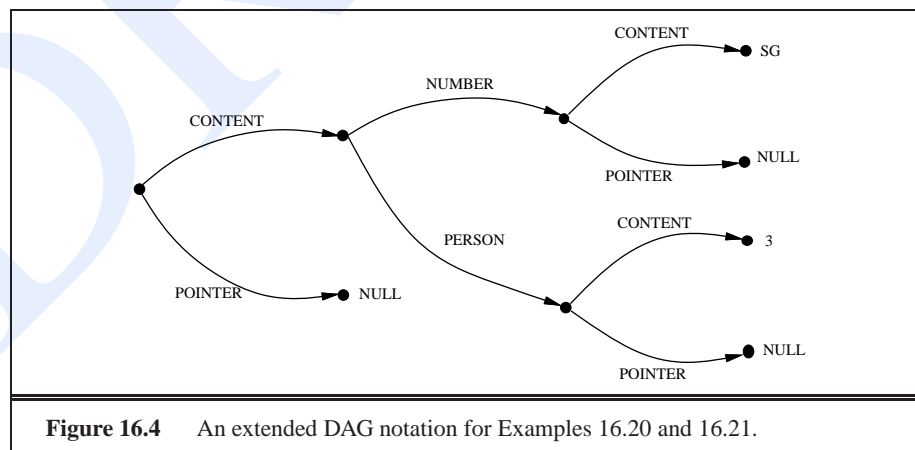 CONTENT
SG
NUMBER
CONTENT
NULL
POINTER
CONTENT
3
PERSON
POINTER
NULL
NULL
POINTER
Figure 16.4 An extended DAG notation for Examples 16.20 and 16.21.